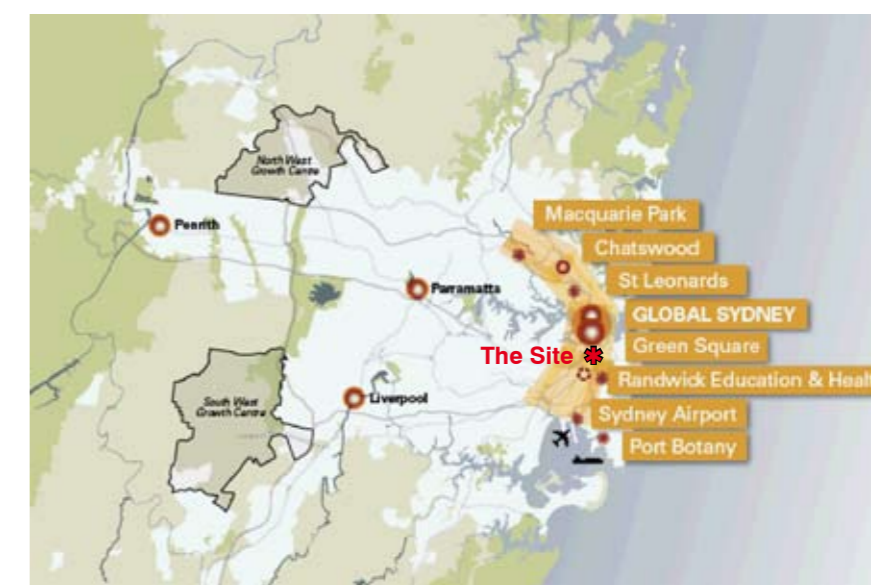 Macquarie Park
North West
Growth Centre
Chatswood
Penrith
St Leonards
Parramatta
GLOBAL SYDNEY
Green Square
The Site
Randwick Education & Healt
South West
Growth Centre
Liverpool
Sydney Airport
Port Botany